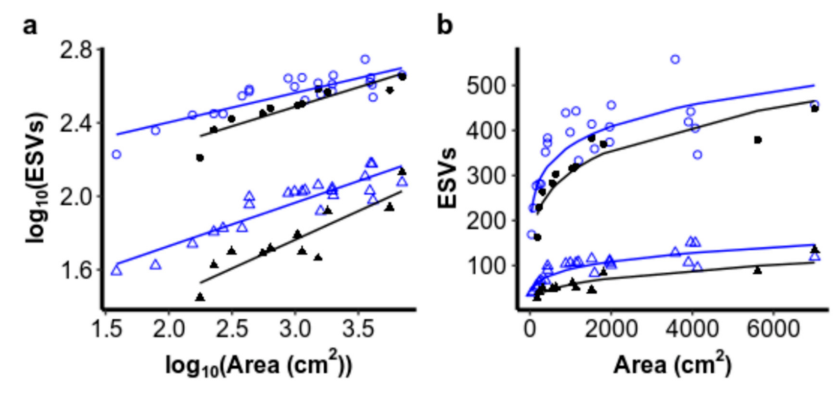 a
b
2.8
2.4
2.0
1.6
log₁₀(ESVs)
1.5 2.0 2.5 3.0 3.5
log₁₀(Area (cm²))
500
400
300
200
100
ESVs
0 2000 4000 6000
Area (cm²)